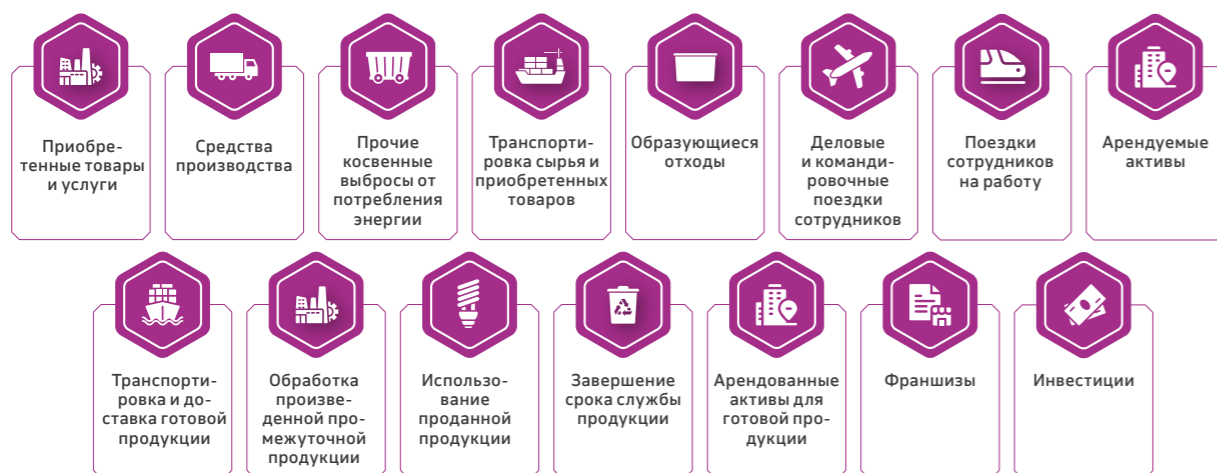 Приобре-
тенные товары
и услуги
Средства
производства
Прочие
косвенные
выбросы от
потребления
энергии
Транспорти-
ровка сырья и
приобретенных
товаров
Образующиеся
отходы
Деловые
и команди-
ровочные
поездки
сотрудников
Поездки
сотрудников
на работу
Арендуемые
активы
Транспорти-
ровка и до-
ставка готовой
продукции
Обработка
произве-
денной про-
межуточной
продукции
Использо-
вание
проданной
продукции
Завершение
срока службы
продукции
Арендованные
активы для
готовой про-
дукции
Франшизы
Инвестиции